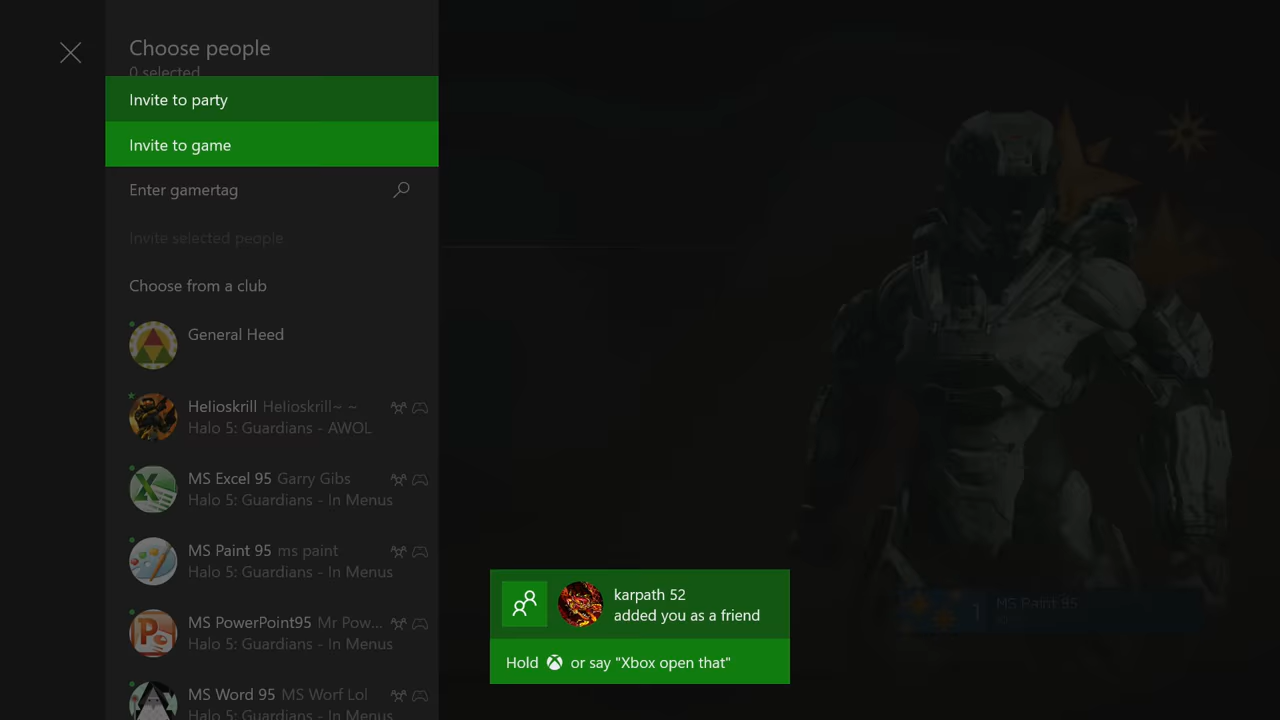 Choose people
0 selected
Invite to party
Invite to game
Enter gamertag
Invite selected people
Choose from a club
General Heed
Helioskrill Helioskrill~ ~
Halo 5: Guardians - AWOL
MS Excel 95 Garry Gibs
Halo 5: Guardians - In Menus
MS Paint 95 ms paint
Halo 5: Guardians - In Menus
MS PowerPoint95 Mr Pow...
Halo 5: Guardians - In Menus
MS Word 95 MS Worf Lol
Halo 5: Guardians - In Menus
karpath 52
added you as a friend
Hold or say "Xbox open that"
1 MS Paint 95